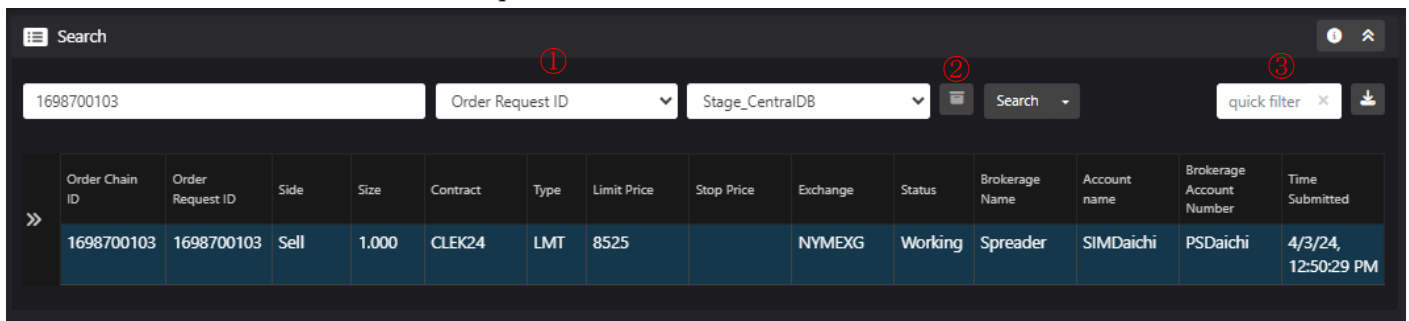 Search
①
②
③
1698700103
Order Request ID
Stage_CentralDB
Search
quick filter ×
Order Chain ID
Order Request ID
Side
Size
Contract
Type
Limit Price
Stop Price
Exchange
Status
Brokerage Name
Account name
Brokerage Account Number
Time Submitted
1698700103
1698700103
Sell
1.000
CLEK24
LMT
8525
NYMEXG
Working
Spreader
SIMDaichi
PSDaichi
4/3/24,
12:50:29 PM